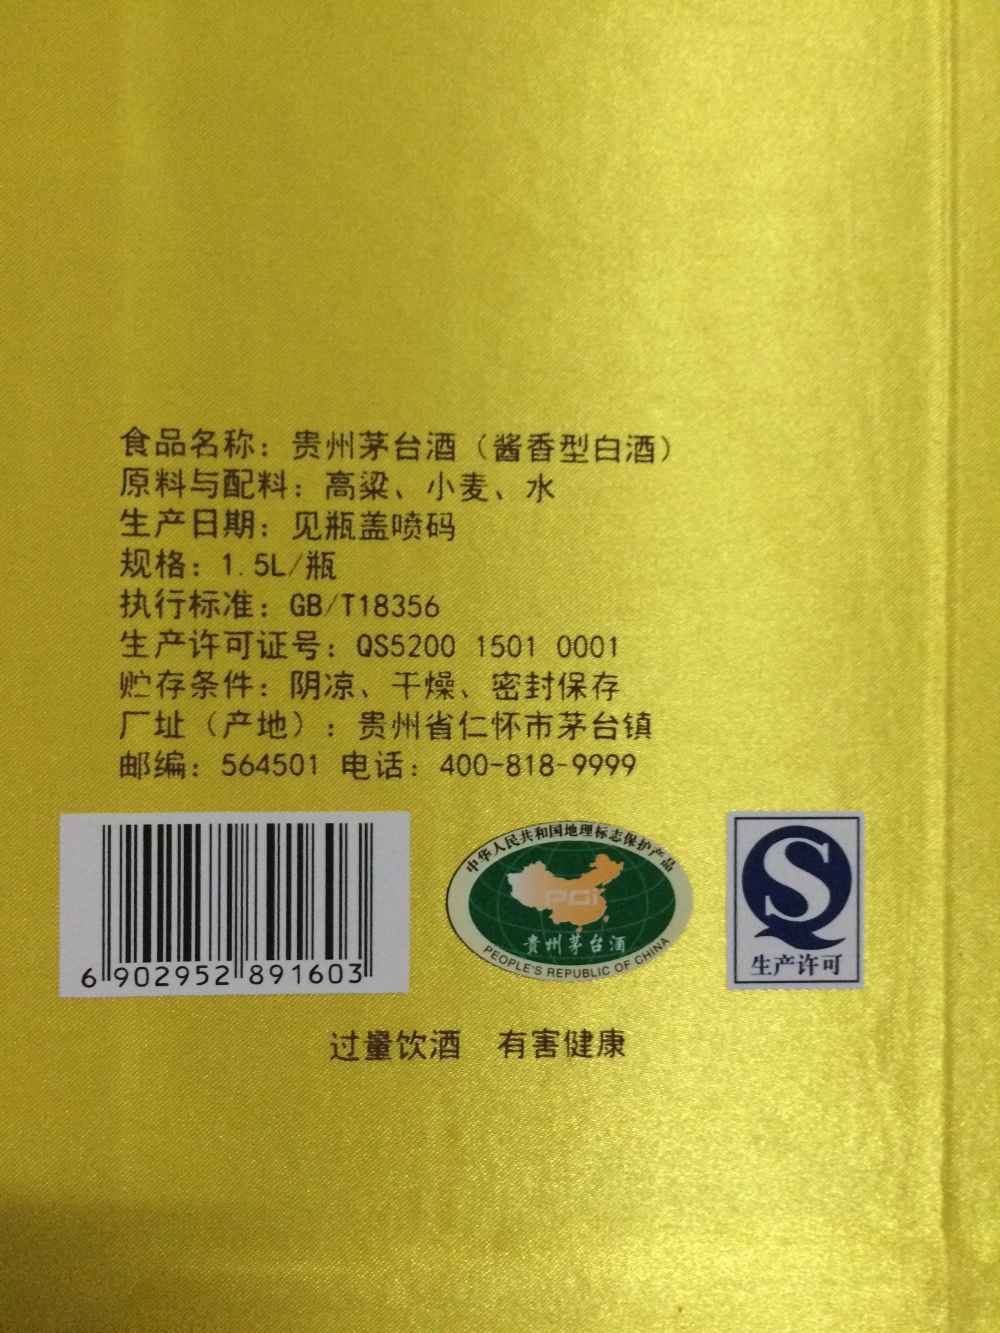 食品名称：贵州茅台酒（酱香型白酒）
原料与配料：高粱、小麦、水
生产日期：见瓶盖喷码
规格：1.5L/瓶
执行标准：GB/T18356
生产许可证号：QS5200 1501 0001
贮存条件：阴凉、干燥、密封保存
厂址（产地）：贵州省仁怀市茅台镇
邮编：564501 电话：400-818-9999
6 902952 891603
中华人民共和国地理标志保护产品
PGI
贵州茅台酒
PEOPLE'S REPUBLIC OF CHINA
QS
生产许可
过量饮酒 有害健康